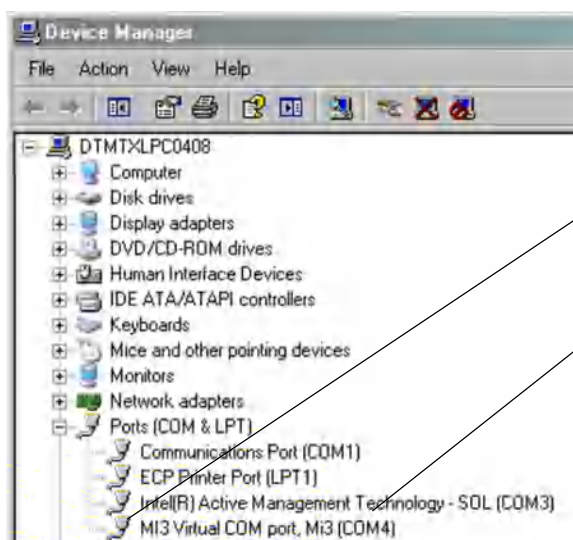 Device Manager
File Action View Help
DTMTXLPC0408
Computer
Disk drives
Display adapters
DVD/CD-ROM drives
Human Interface Devices
IDE ATA/ATAPI controllers
Keyboards
Mice and other pointing devices
Monitors
Network adapters
Ports (COM & LPT)
Communications Port (COM1)
ECP Printer Port (LPT1)
Intel(R) Active Management Technology - SOL (COM3)
MI3 Virtual COM port, Mi3 (COM4)